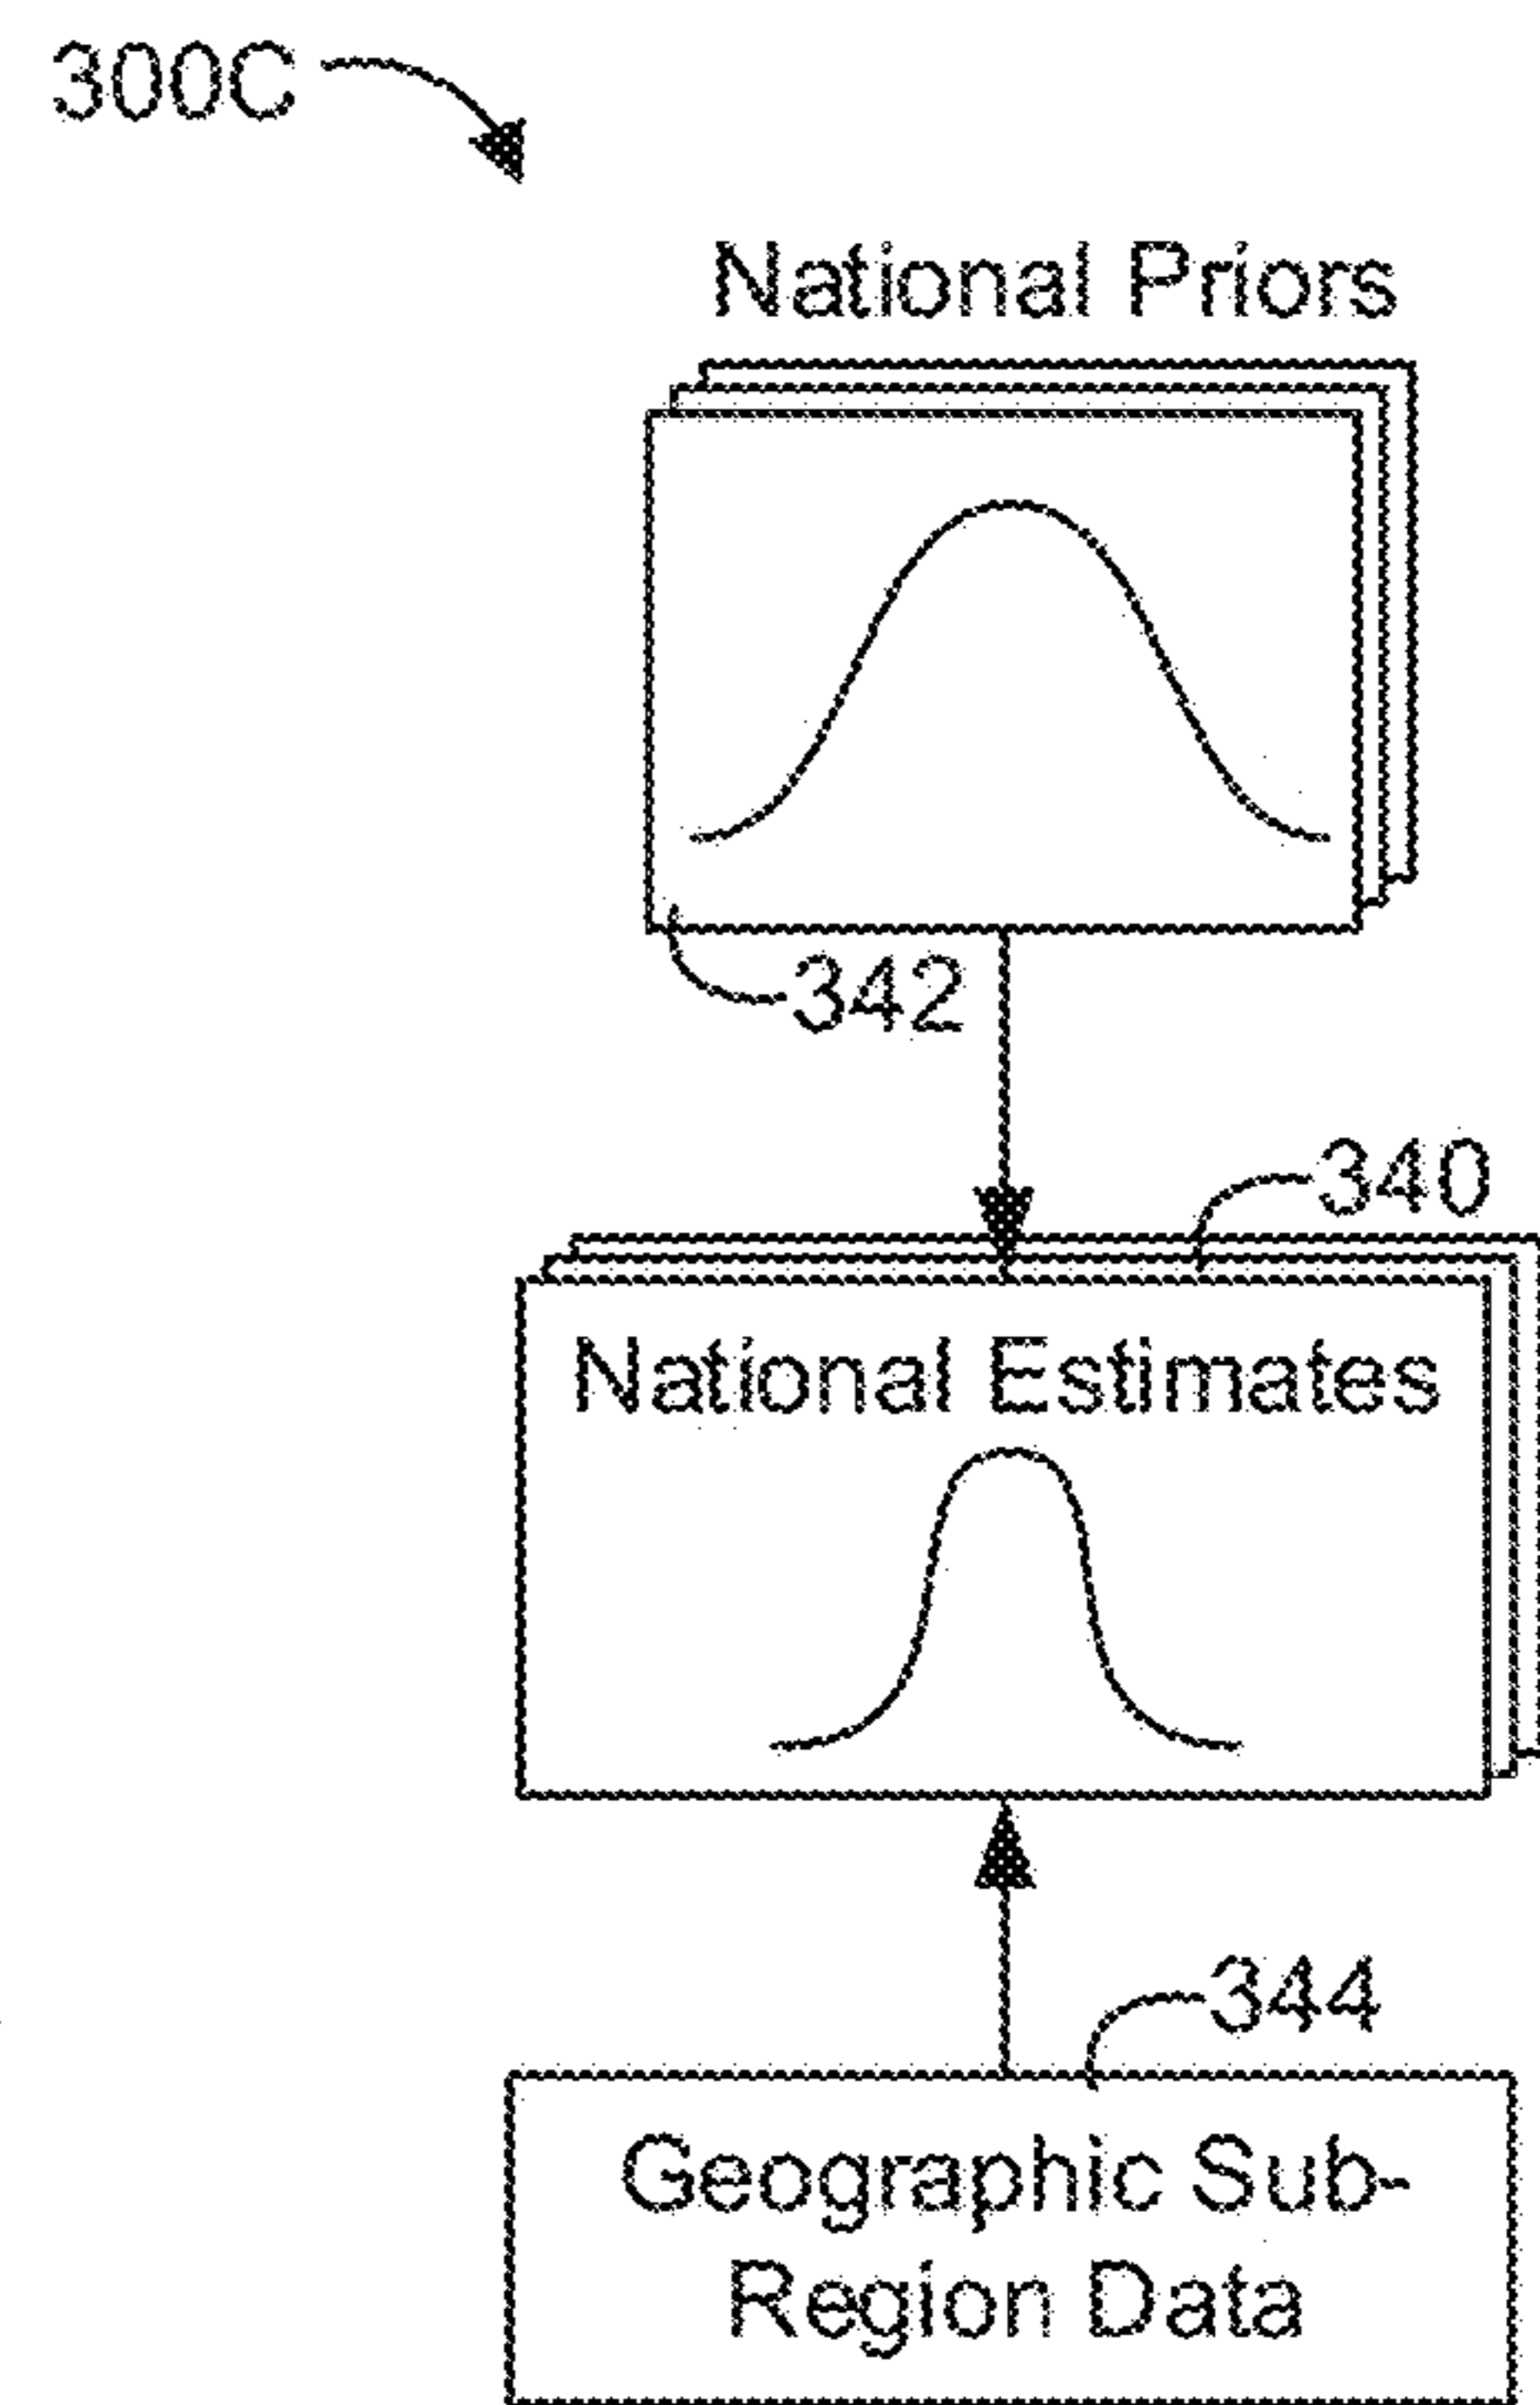 300C
National Priors
342
340
National Estimates
344
Geographic Sub-
Region Data